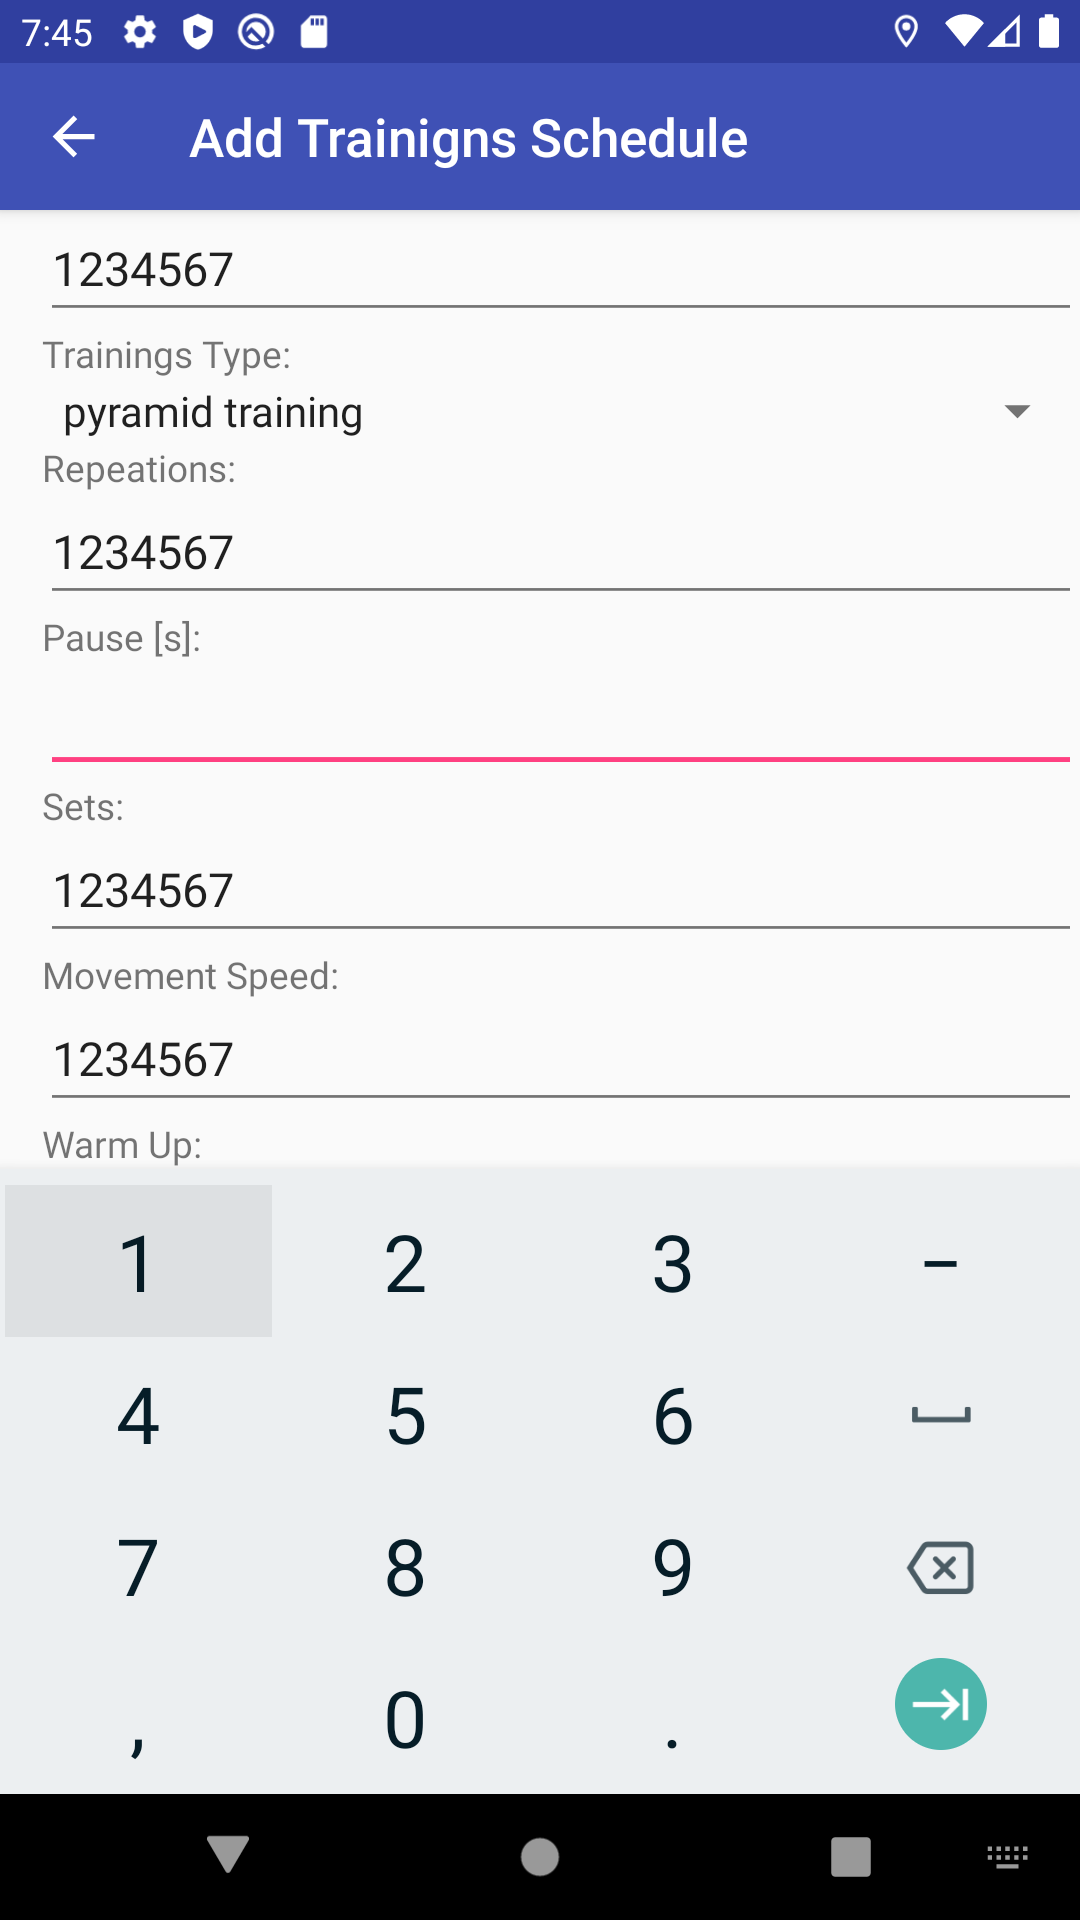 7:45
Add Trainigns Schedule
1234567
Trainings Type:
pyramid training
Repeations:
1234567
Pause [s]:
Sets:
1234567
Movement Speed:
1234567
Warm Up:
1 2 3 –
4 5 6
7 8 9
, 0 .